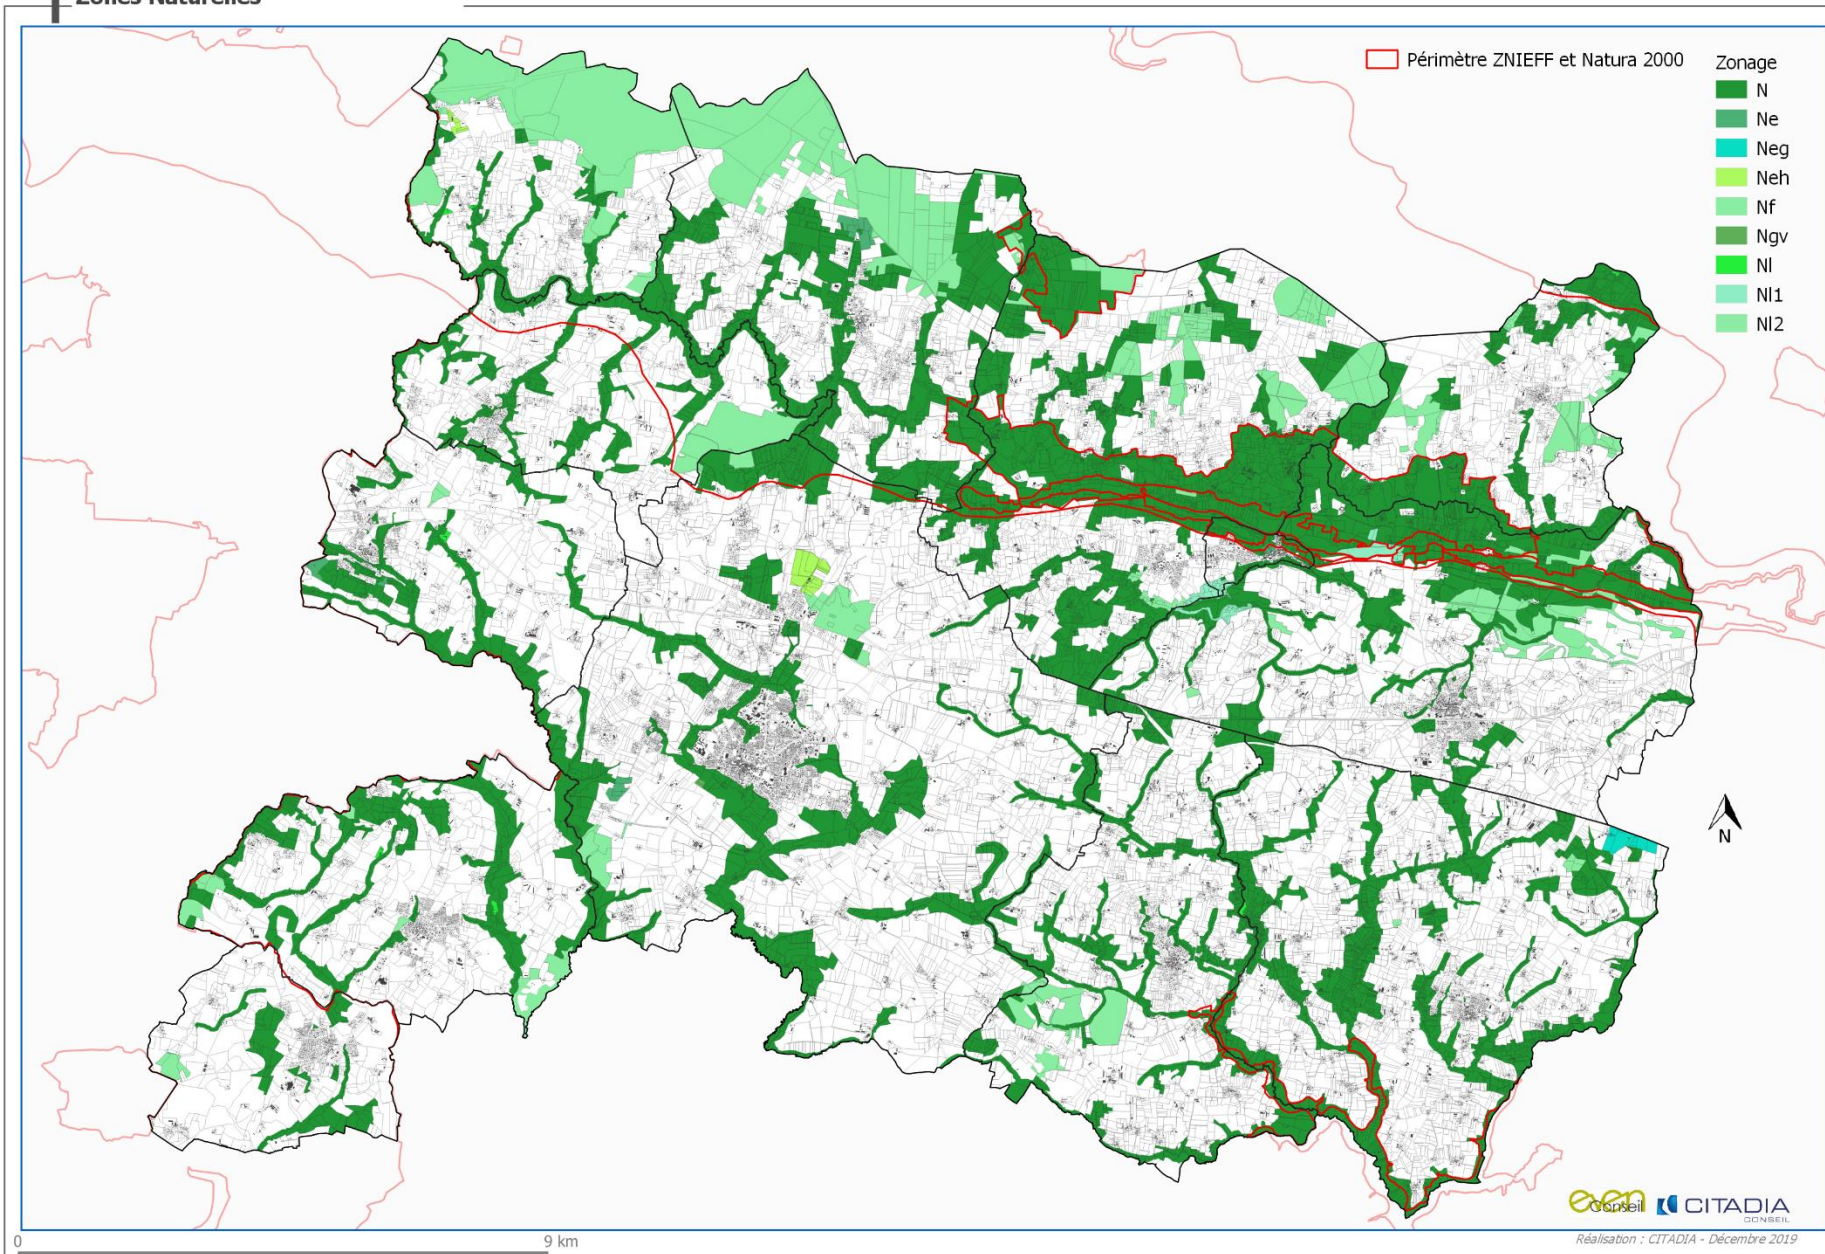 Zones Naturelles
Périmètre ZNIEFF et Natura 2000
Zonage
N
Ne
Neg
Neh
Nf
Ngv
Nl
Nl1
Nl2
N
even
Conseil
CITADIA
CONSEIL
0
9 km
Réalisation : CITADIA - Décembre 2019